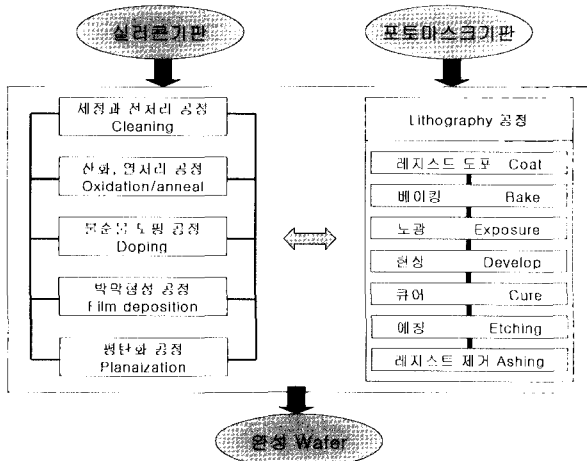 실리콘기판
세정과 전처리 공정
Cleaning
산화, 연처리 공정
Oxidation/anneal
불순물 도핑 공정
Doping
박막형성 공정
Film deposition
평탄화 공정
Planaization
포토마스크기판
Lithography 공정
레지스트 도포 Coat
베이킹 Rake
노광 Exposure
현상 Develop
큐어 Cure
에칭 Etching
레지스트 제거 Ashing
완성 Wafer